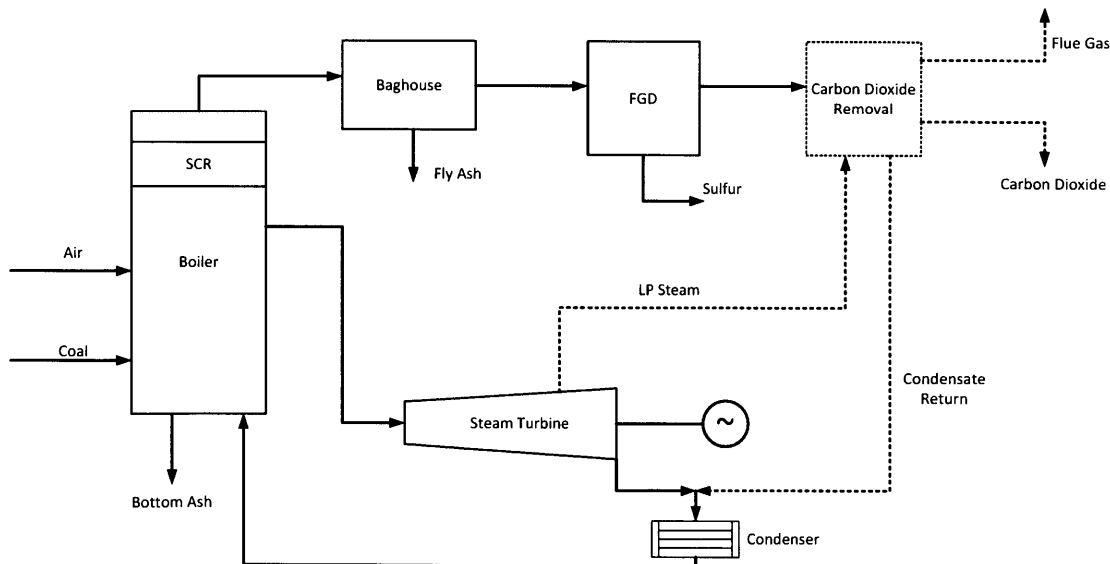 Flue Gas
Baghouse
FGD
Carbon Dioxide
Removal
SCR
Fly Ash
Sulfur
Carbon Dioxide
Air
Boiler
LP Steam
Coal
Condensate
Return
Steam Turbine
~
Bottom Ash
Condenser